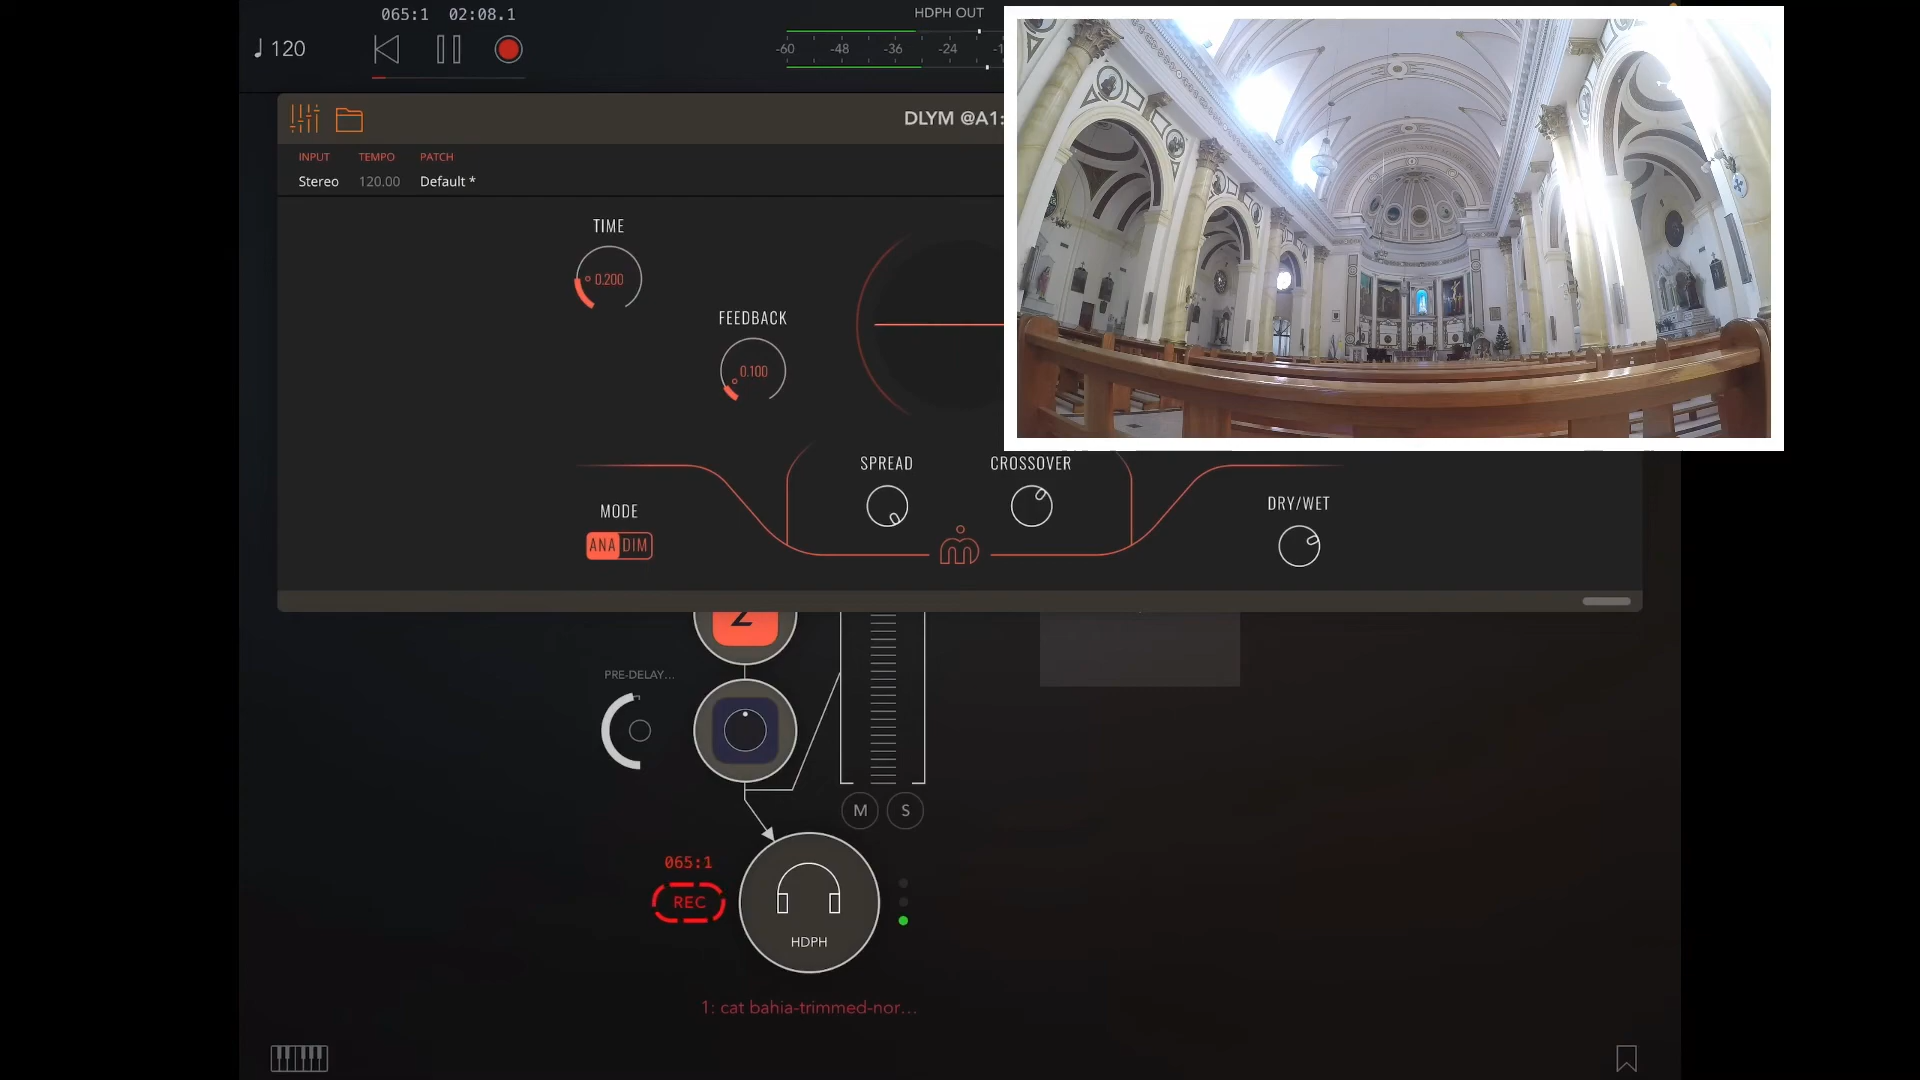 065:1 02:08.1
HDPH OUT
120
-60 -48 -36 -24
DLYM @A1:
INPUT TEMPO PATCH
Stereo 120.00 Default *
TIME
0.200
FEEDBACK
0.100
SPREAD CROSSOVER
DRY/WET
MODE
ANA DIM
Z
PRE-DELAY...
M S
065:1
REC
HDPH
1: cat bahia-trimmed-nor...